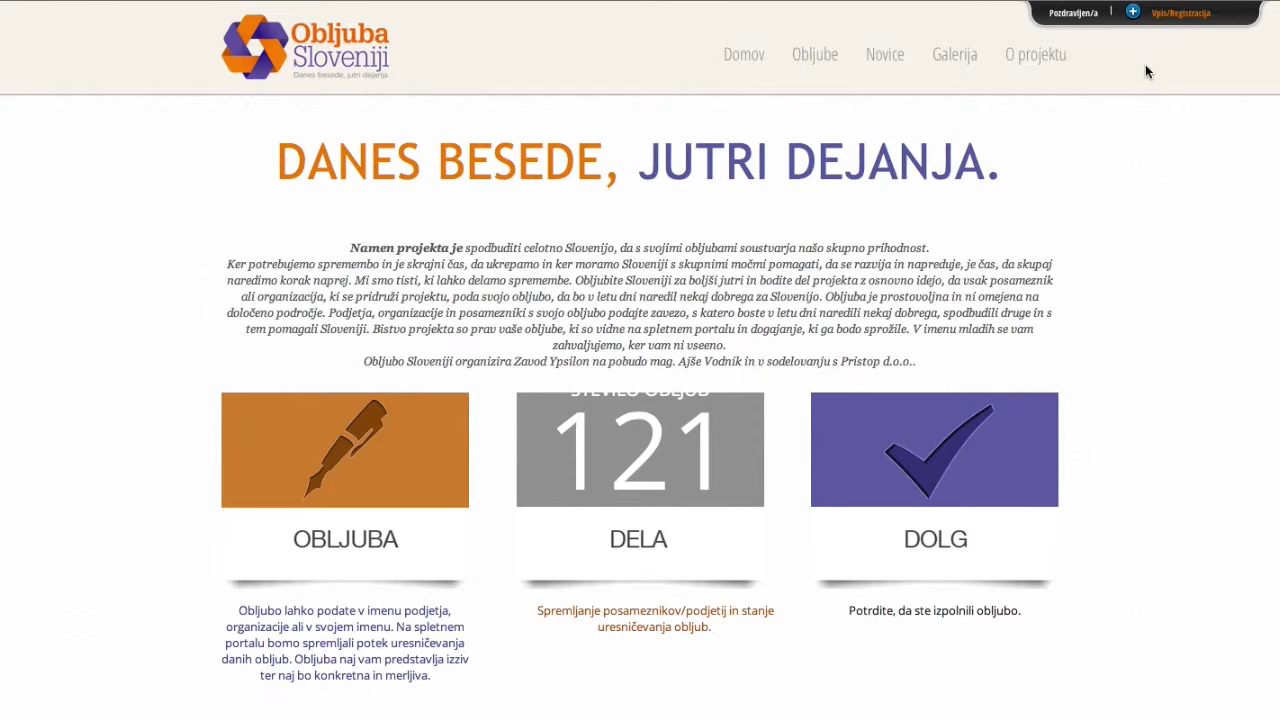 Pozdravljen/a
Vpis/Registracija
Obljuba
Sloveniji
Danes besede, jutri dejanja.
Domov
Obljube
Novice
Galerija
O projektu
DANES BESEDE, JUTRI DEJANJA.
Namen projekta je spodbuditi celotno Slovenijo, da s svojimi obljubami soustvarja našo skupno prihodnost.
Ker potrebujemo spremembo in je skrajni čas, da ukrepamo in ker moramo Sloveniji s skupnimi močmi pomagati, da se razvija in napreduje, je čas, da skupaj
naredimo korak naprej. Mi smo tisti, ki lahko delamo spremembe. Obljubite Sloveniji za boljši jutri in bodite del projekta z osnovno idejo, da vsak posameznik
ali organizacija, ki se pridruži projektu, poda svojo obljubo, da bo v letu dni naredil nekaj dobrega za Slovenijo. Obljuba je prostovoljna in ni omejena na
določeno področje. Podjetja, organizacije in posamezniki s svojo obljubo podajte zavezo, s katero boste v letu dni naredili nekaj dobrega, spodbudili druge in s
tem pomagali Sloveniji. Bistvo projekta so prav vaše obljube, ki so vidne na spletnem portalu in dogajanje, ki ga bodo sprožile. V imenu mladih se vam
zahvaljujemo, ker vam ni vseeno.
Obljubo Sloveniji organizira Zavod Ypsilon na pobudo mag. Ajše Vodnik in v sodelovanju s Pristop d.o.o..
ŠTEVILO OBLJUB
121
OBLJUBA
DELA
DOLG
Obljubo lahko podate v imenu podjetja,
organizacije ali v svojem imenu. Na spletnem
portalu bomo spremljali potek uresničevanja
danih obljub. Obljuba naj vam predstavlja izziv
ter naj bo konkretna in merljiva.
Spremljanje posameznikov/podjetij in stanje
uresničevanja obljub.
Potrdite, da ste izpolnili obljubo.